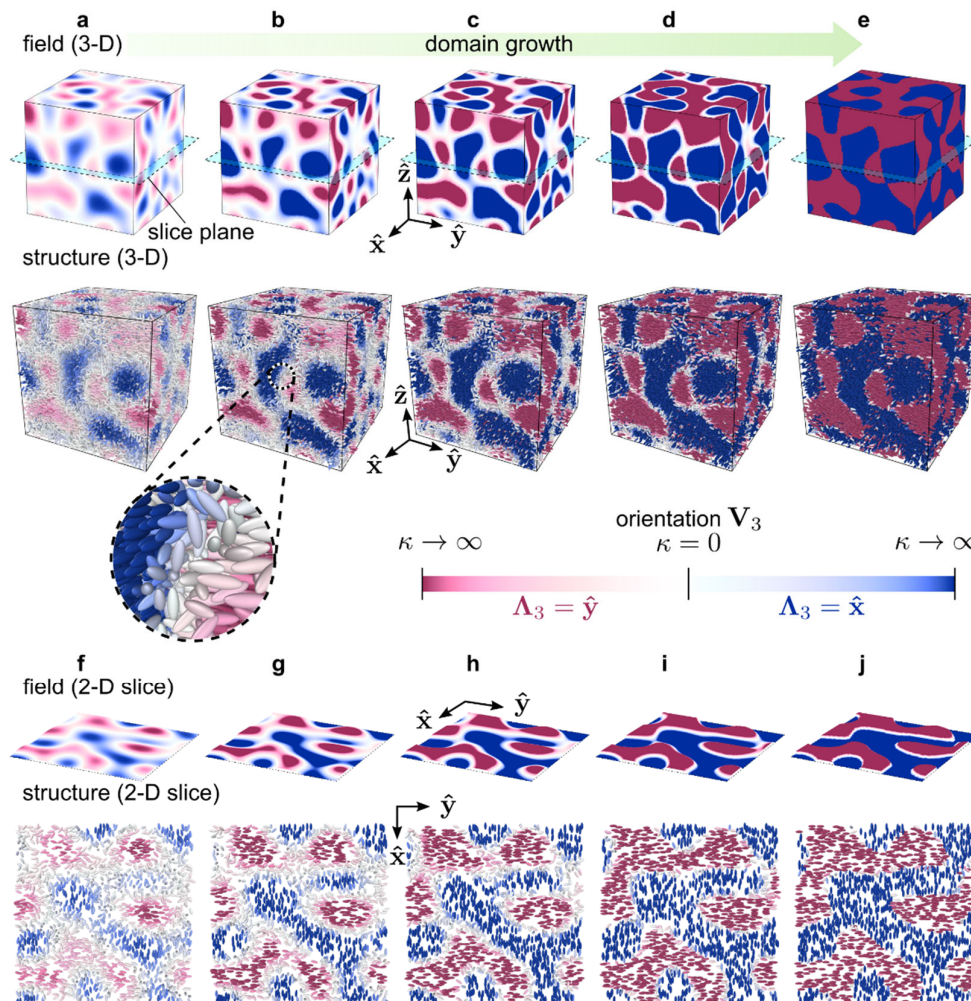 a b c d e
field (3-D)
domain growth
ẑ
x̂ ŷ
slice plane
structure (3-D)
ẑ
x̂ ŷ
orientation V₃
κ → ∞ κ = 0 κ → ∞
Λ₃ = ŷ Λ₃ = x̂
f g h i j
field (2-D slice)
x̂ ŷ
structure (2-D slice)
ŷ
x̂